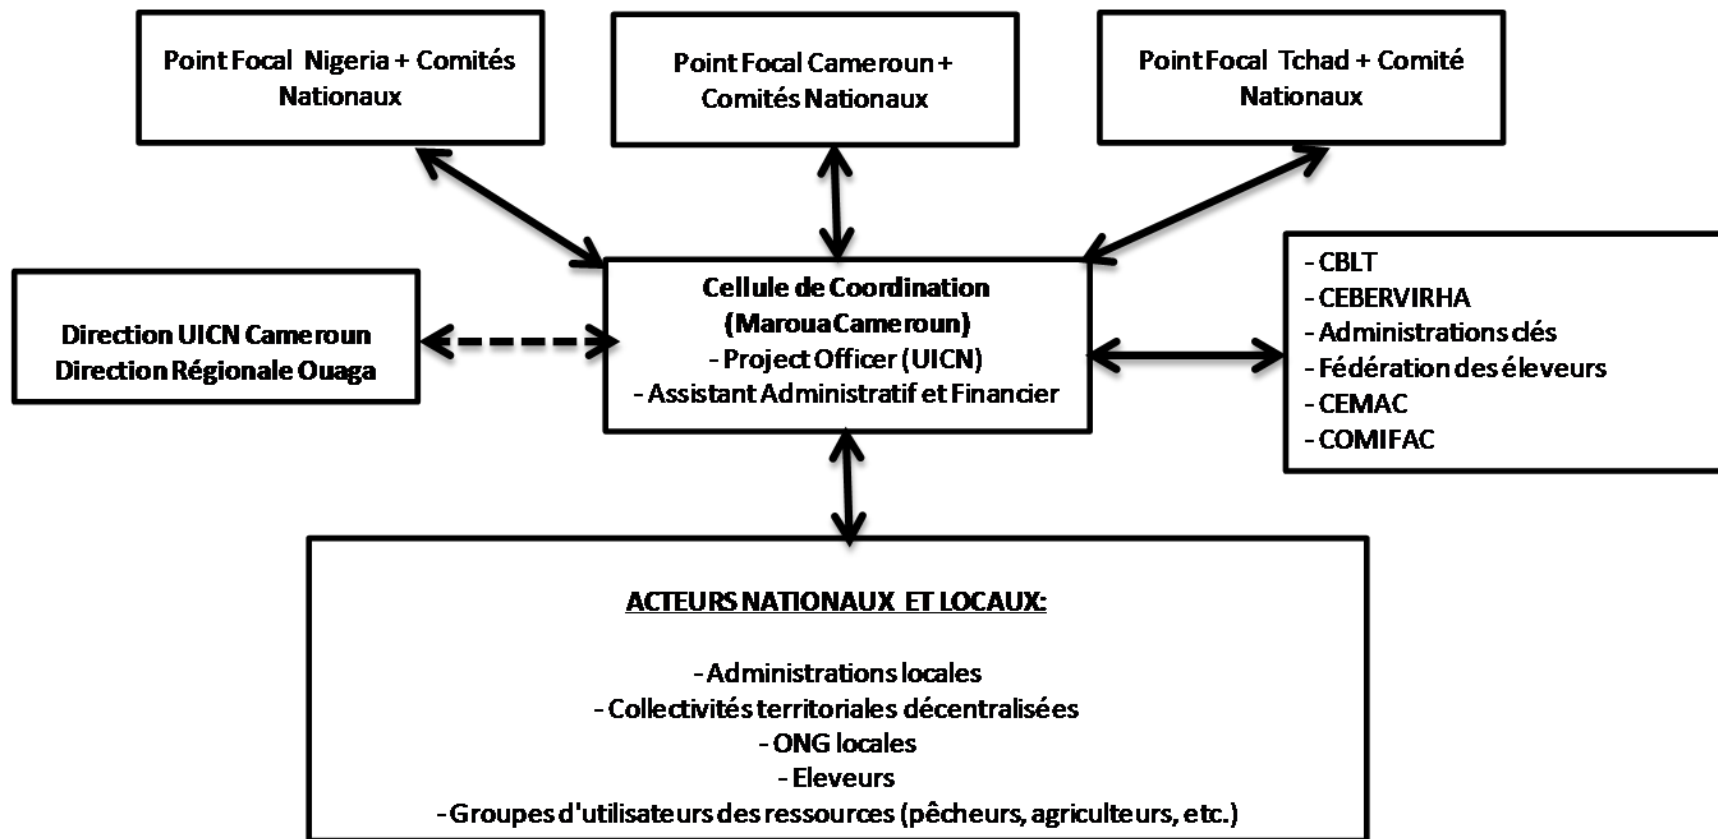 Point Focal Nigeria + Comités
Nationaux
Point Focal Cameroun +
Comités Nationaux
Point Focal Tchad + Comité
Nationaux
Direction UICN Cameroun
Direction Régionale Ouaga
Cellule de Coordination
(Maroua Cameroun)
- Project Officer (UICN)
- Assistant Administratif et Financier
- CBLT
- CEBERVIRHA
- Administrations clés
- Fédération des éleveurs
- CEMAC
- COMIFAC
ACTEURS NATIONAUX ET LOCAUX:
- Administrations locales
- Collectivités territoriales décentralisées
- ONG locales
- Eleveurs
- Groupes d'utilisateurs des ressources (pêcheurs, agriculteurs, etc.)